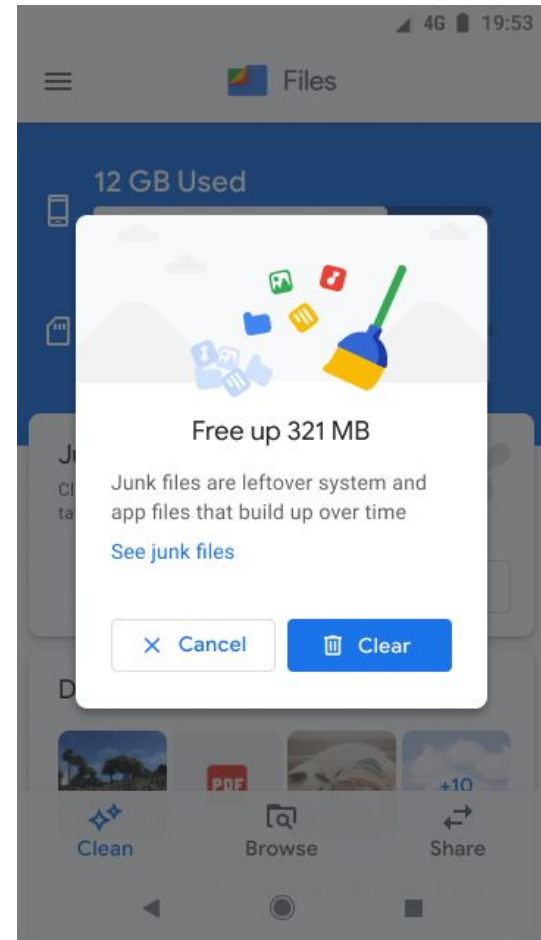 4G 19:53
Files
12 GB Used
Free up 321 MB
Junk files are leftover system and
app files that build up over time
See junk files
Cancel
Clear
D
PDF
+10
Clean
Browse
Share